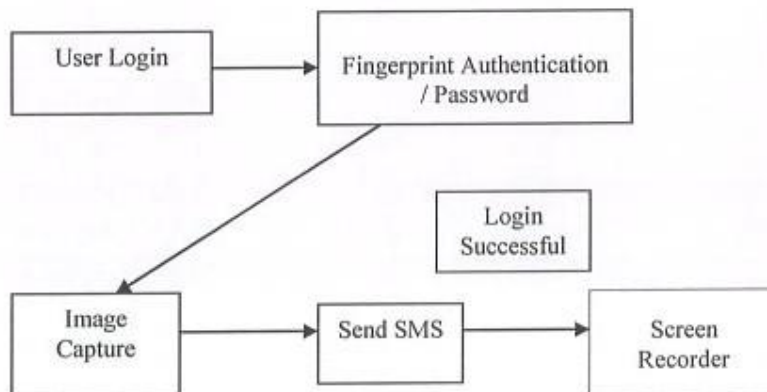 User Login
Fingerprint Authentication
/ Password
Login
Successful
Image
Capture
Send SMS
Screen
Recorder